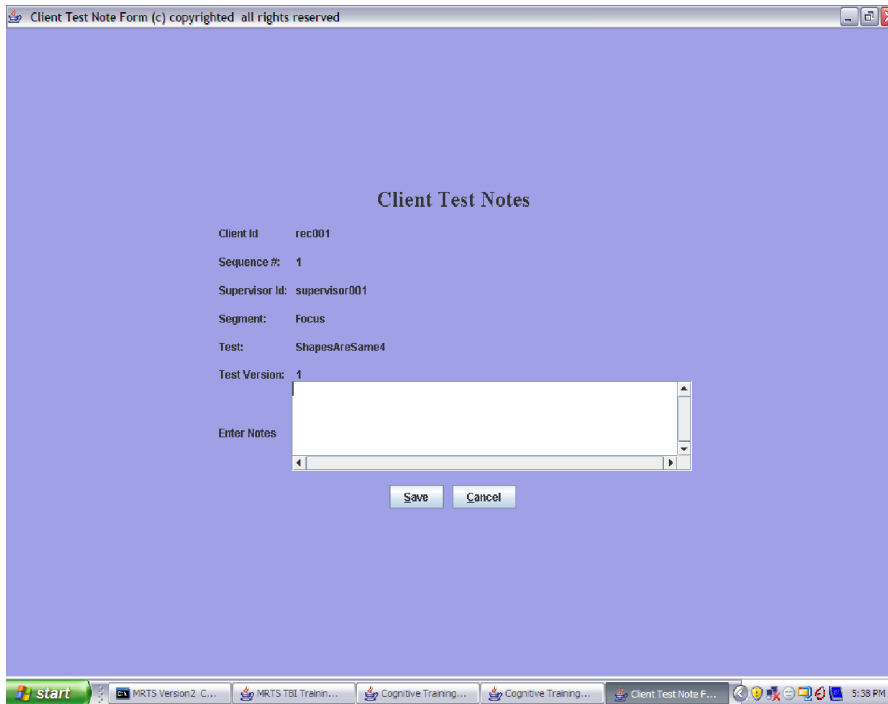 Client Test Note Form (c) copyrighted all rights reserved
Client Test Notes
Client Id rec001
Sequence #: 1
Supervisor Id: supervisor001
Segment: Focus
Test: ShapesAreSame4
Test Version: 1
Enter Notes
Save Cancel
start MRTS Version2 C... MRTS TBI Trainin... Cognitive Training... Cognitive Training... Client Test Note F... 5:38 PM